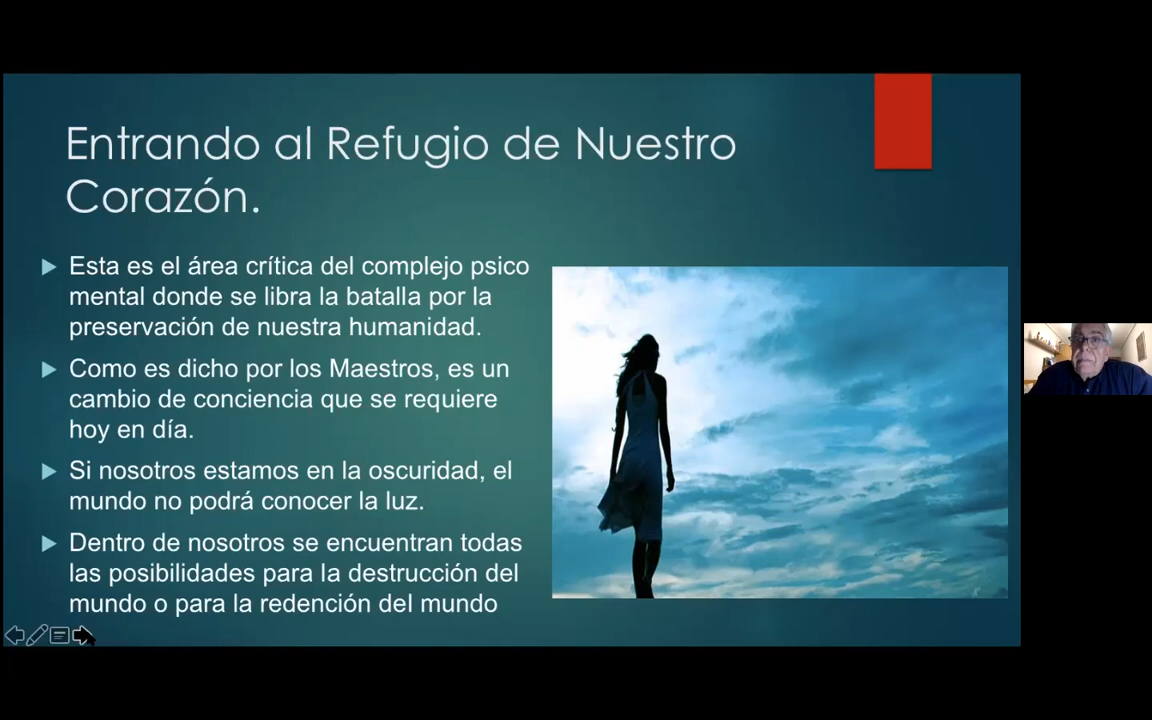 Entrando al Refugio de Nuestro
Corazón.
Esta es el área crítica del complejo psico
mental donde se libra la batalla por la
preservación de nuestra humanidad.
Como es dicho por los Maestros, es un
cambio de conciencia que se requiere
hoy en día.
Si nosotros estamos en la oscuridad, el
mundo no podrá conocer la luz.
Dentro de nosotros se encuentran todas
las posibilidades para la destrucción del
mundo o para la redención del mundo